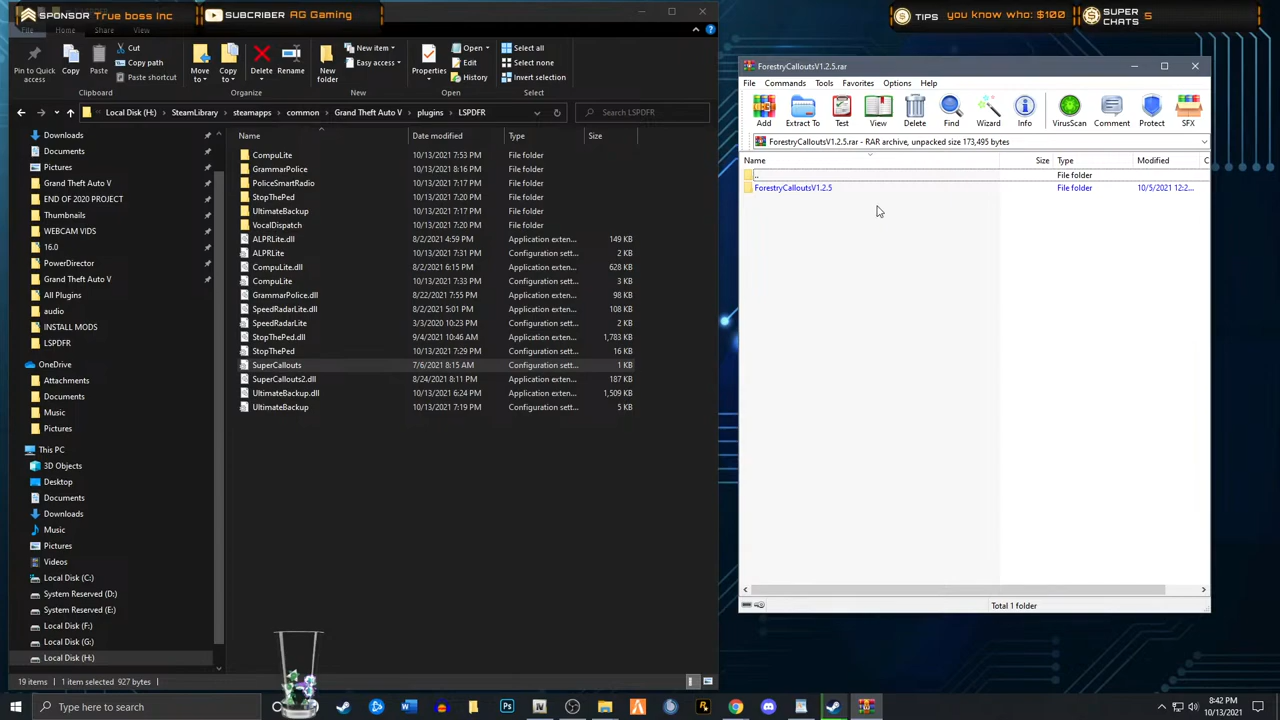 SPONSOR True boss Inc
SUBCRIBER AG Gaming
TIPS you know who: $100
SUPER CHATS 5
File Home Share View
Pin to Quick access
Copy
Paste
Cut
Copy path
Paste shortcut
Move to
Copy to
Delete
Rename
New folder
New item
Easy access
Properties
Open
Edit
History
Select all
Select none
Invert selection
Clipboard Organize New Open Select
Local Disk (H:) SteamLibrary steamapps common Grand Theft Auto V plugins LSPDFR
Search LSPDFR
Name Date modified Type Size
Downloads
Documents
Pictures
Grand Theft Auto V
END OF 2020 PROJECT
Thumbnails
WEBCAM VIDS
16.0
PowerDirector
Grand Theft Auto V
All Plugins
audio
INSTALL MODS
LSPDFR
OneDrive
Attachments
Documents
Music
Pictures
This PC
3D Objects
Desktop
Documents
Downloads
Music
Pictures
Videos
Local Disk (C:)
System Reserved (D:)
System Reserved (E:)
Local Disk (F:)
Local Disk (G:)
Local Disk (H:)
CompuLite 10/13/2021 7:53 PM File folder
GrammarPolice 10/13/2021 8:16 PM File folder
PoliceSmartRadio 10/13/2021 7:17 PM File folder
StopThePed 10/13/2021 7:29 PM File folder
UltimateBackup 10/13/2021 7:17 PM File folder
VocalDispatch 10/13/2021 7:20 PM File folder
ALPRLite.dll 8/2/2021 4:59 PM Application exten... 149 KB
ALPRLite 10/13/2021 7:31 PM Configuration sett... 2 KB
CompuLite.dll 8/2/2021 6:15 PM Application exten... 628 KB
CompuLite 10/13/2021 7:33 PM Configuration sett... 3 KB
GrammarPolice.dll 8/22/2021 7:55 PM Application exten... 98 KB
SpeedRadarLite.dll 8/2/2021 5:01 PM Application exten... 108 KB
SpeedRadarLite 3/3/2020 10:23 PM Configuration sett... 2 KB
StopThePed.dll 9/4/2021 10:46 AM Application exten... 1,783 KB
StopThePed 10/13/2021 7:29 PM Configuration sett... 16 KB
SuperCallouts 7/6/2021 8:15 AM Configuration sett... 1 KB
SuperCallouts2.dll 8/24/2021 8:11 PM Application exten... 187 KB
UltimateBackup.dll 10/13/2021 6:24 PM Application exten... 1,509 KB
UltimateBackup 10/13/2021 7:19 PM Configuration sett... 5 KB
19 items 1 item selected 927 bytes
ForestryCalloutsV1.2.5.rar
File Commands Tools Favorites Options Help
Add Extract To Test View Delete Find Wizard Info VirusScan Comment Protect SFX
ForestryCalloutsV1.2.5.rar - RAR archive, unpacked size 173,495 bytes
Name Size Type Modified C
.. File folder
ForestryCalloutsV1.2.5 File folder 10/5/2021 12:2...
Total 1 folder
Type here to search
8:42 PM
10/13/2021